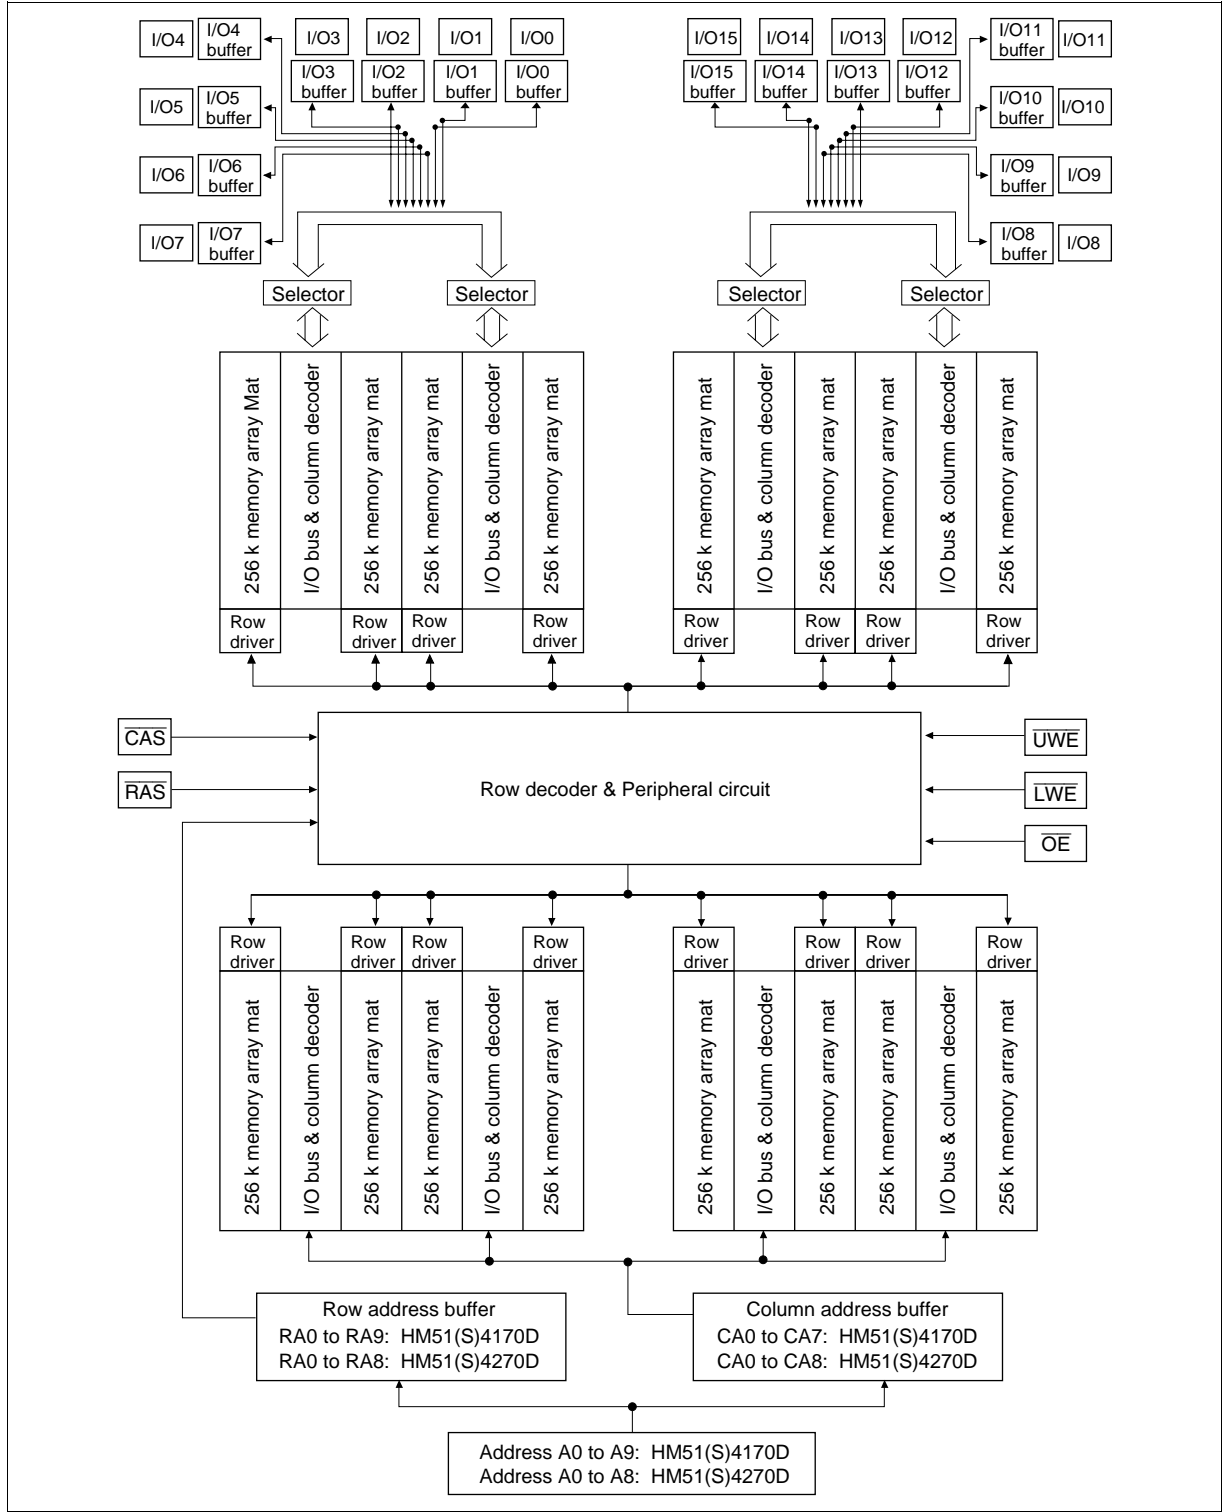 I/O4
I/O4
buffer
I/O3
I/O2
I/O1
I/O0
I/O3
buffer
I/O2
buffer
I/O1
buffer
I/O0
buffer
I/O15
I/O14
I/O13
I/O12
I/O15
buffer
I/O14
buffer
I/O13
buffer
I/O12
buffer
I/O11
buffer
I/O11
I/O5
I/O5
buffer
I/O10
buffer
I/O10
I/O6
I/O6
buffer
I/O9
buffer
I/O9
I/O7
I/O7
buffer
I/O8
buffer
I/O8
Selector
Selector
Selector
Selector
256 k memory array Mat
I/O bus & column decoder
256 k memory array mat
256 k memory array mat
I/O bus & column decoder
256 k memory array mat
256 k memory array mat
I/O bus & column decoder
256 k memory array mat
256 k memory array mat
I/O bus & column decoder
256 k memory array mat
Row
driver
Row
driver
Row
driver
Row
driver
Row
driver
Row
driver
Row
driver
Row
driver
CAS
RAS
Row decoder & Peripheral circuit
UWE
LWE
OE
Row
driver
Row
driver
Row
driver
Row
driver
Row
driver
Row
driver
Row
driver
Row
driver
256 k memory array mat
I/O bus & column decoder
256 k memory array mat
256 k memory array mat
I/O bus & column decoder
256 k memory array mat
256 k memory array mat
I/O bus & column decoder
256 k memory array mat
256 k memory array mat
I/O bus & column decoder
256 k memory array mat
Row address buffer
RA0 to RA9: HM51(S)4170D
RA0 to RA8: HM51(S)4270D
Column address buffer
CA0 to CA7: HM51(S)4170D
CA0 to CA8: HM51(S)4270D
Address A0 to A9: HM51(S)4170D
Address A0 to A8: HM51(S)4270D